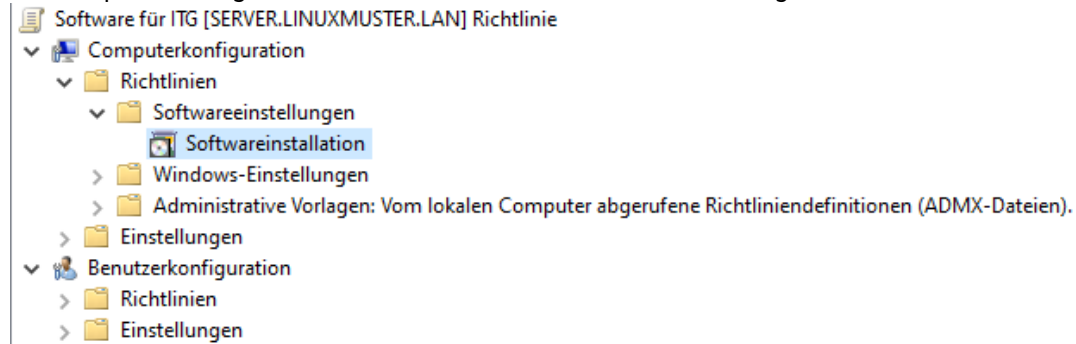 Software für ITG [SERVER.LINUXMUSTER.LAN] Richtlinie
Computerkonfiguration
Richtlinien
Softwareeinstellungen
Softwareinstallation
Windows-Einstellungen
Administrative Vorlagen: Vom lokalen Computer abgerufene Richtliniendefinitionen (ADMX-Dateien).
Einstellungen
Benutzerkonfiguration
Richtlinien
Einstellungen